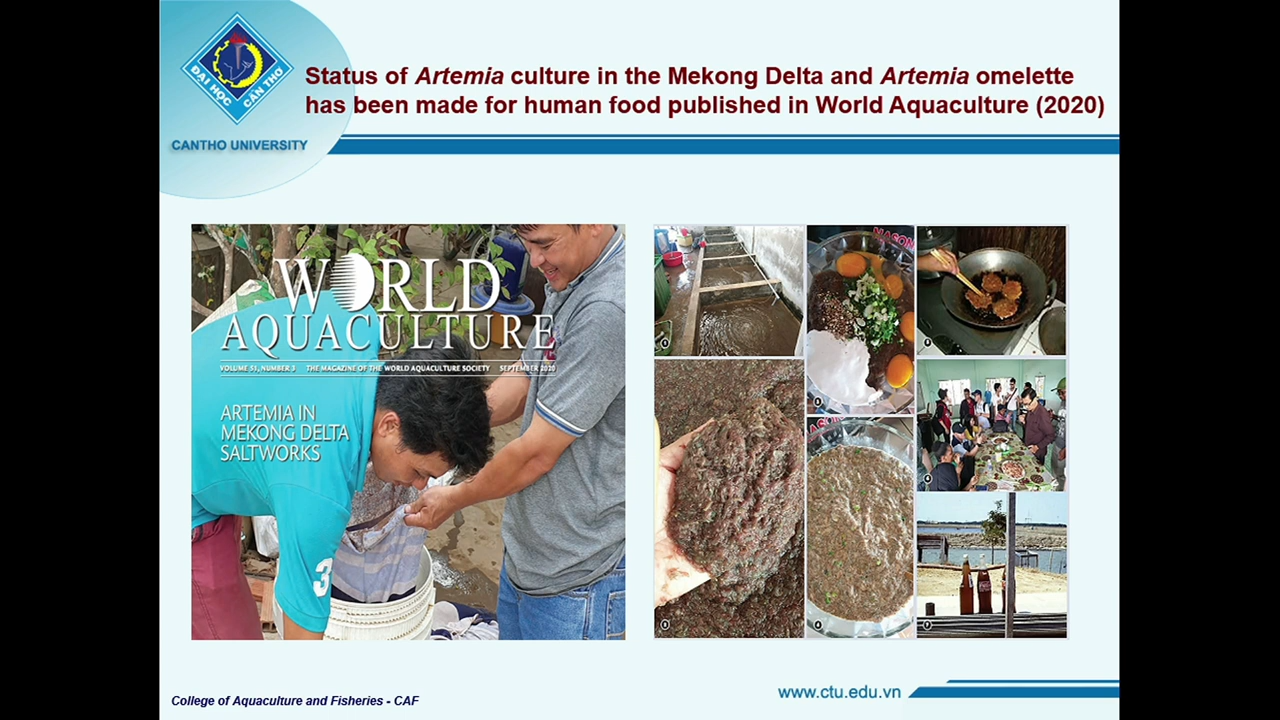 ĐẠI HỌC CẦN THƠ
CANTHO UNIVERSITY
Status of Artemia culture in the Mekong Delta and Artemia omelette
has been made for human food published in World Aquaculture (2020)
WORLD
AQUACULTURE
VOLUME 51, NUMBER 3 THE MAGAZINE OF THE WORLD AQUACULTURE SOCIETY SEPTEMBER 2020
ARTEMIA IN
MEKONG DELTA
SALTWORKS
3
College of Aquaculture and Fisheries - CAF
www.ctu.edu.vn